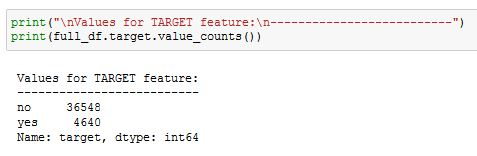 print("\nValues for TARGET feature:\n--------------------------")
print(full_df.target.value_counts())
Values for TARGET feature:
--------------------------
no     36548
yes     4640
Name: target, dtype: int64